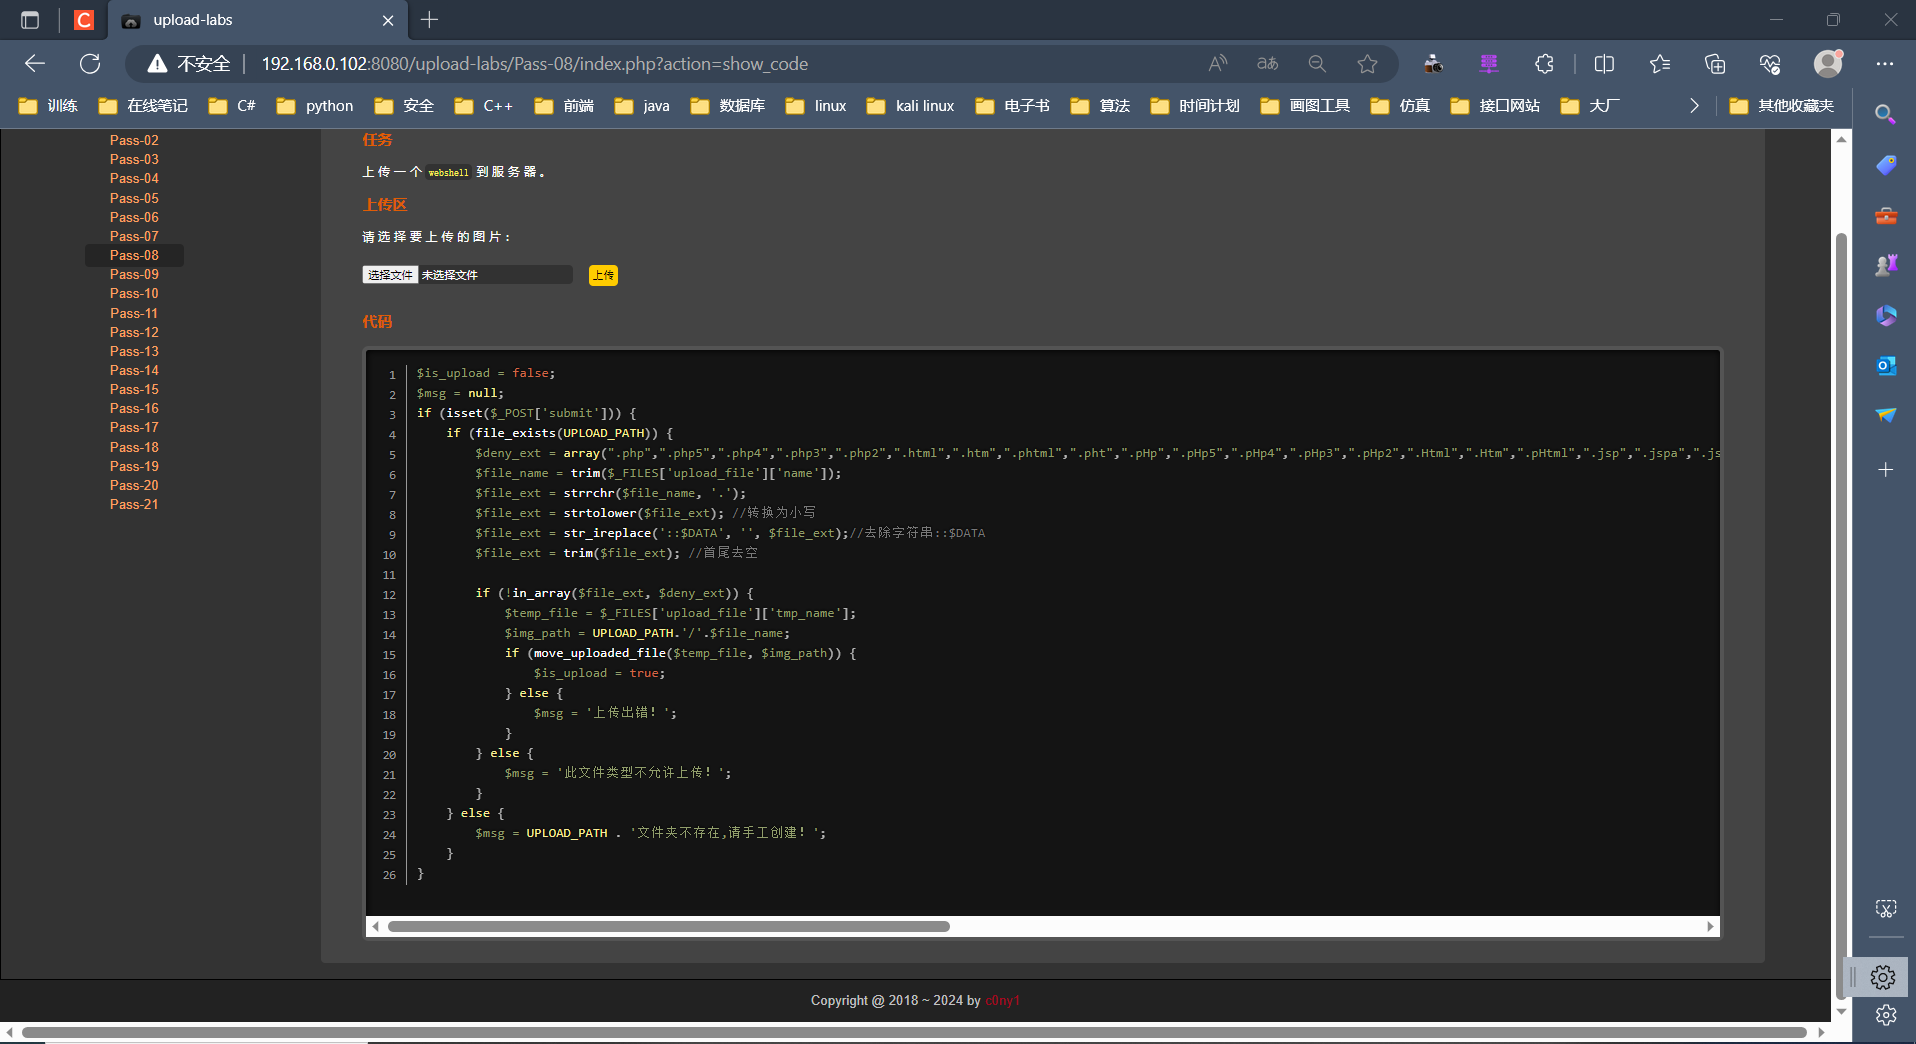 upload-labs
不安全
192.168.0.102:8080/upload-labs/Pass-08/index.php?action=show_code
训练 在线笔记 C# python 安全 C++ 前端 java 数据库 linux kali linux 电子书 算法 时间计划 画图工具 仿真 接口网站 大厂 其他收藏夹
Pass-02
Pass-03
Pass-04
Pass-05
Pass-06
Pass-07
Pass-08
Pass-09
Pass-10
Pass-11
Pass-12
Pass-13
Pass-14
Pass-15
Pass-16
Pass-17
Pass-18
Pass-19
Pass-20
Pass-21
任务
上传一个 webshell 到服务器。
上传区
请选择要上传的图片：
选择文件 未选择文件 上传
代码
1 $is_upload = false;
2 $msg = null;
3 if (isset($_POST['submit'])) {
4 if (file_exists(UPLOAD_PATH)) {
5 $deny_ext = array(".php",".php5",".php4",".php3",".php2",".html",".htm",".phtml",".pht",".pHp",".pHp5",".pHp4",".pHp3",".pHp2",".Html",".Htm",".pHtml",".jsp",".jspa",".js
6 $file_name = trim($_FILES['upload_file']['name']);
7 $file_ext = strrchr($file_name, '.');
8 $file_ext = strtolower($file_ext); //转换为小写
9 $file_ext = str_ireplace('::$DATA', '', $file_ext);//去除字符串::$DATA
10 $file_ext = trim($file_ext); //首尾去空
11
12 if (!in_array($file_ext, $deny_ext)) {
13 $temp_file = $_FILES['upload_file']['tmp_name'];
14 $img_path = UPLOAD_PATH.'/'.$file_name;
15 if (move_uploaded_file($temp_file, $img_path)) {
16 $is_upload = true;
17 } else {
18 $msg = '上传出错！';
19 }
20 } else {
21 $msg = '此文件类型不允许上传！';
22 }
23 } else {
24 $msg = UPLOAD_PATH . '文件夹不存在,请手工创建！';
25 }
26 }
Copyright @ 2018 ~ 2024 by c0ny1